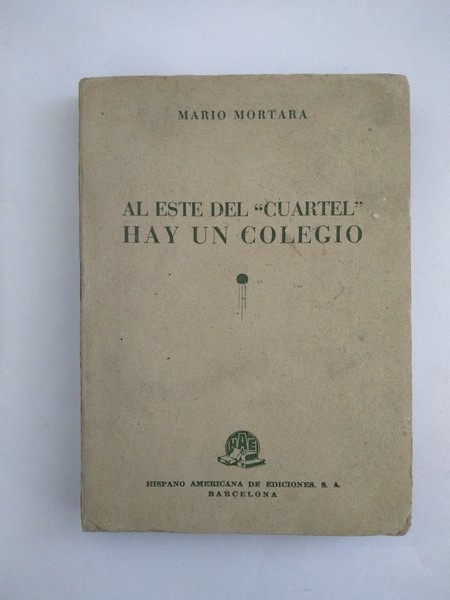 MARIO MORTARA
AL ESTE DEL “CUARTEL”
HAY UN COLEGIO
HAE
HISPANO AMERICANA DE EDICIONES, S. A.
BARCELONA